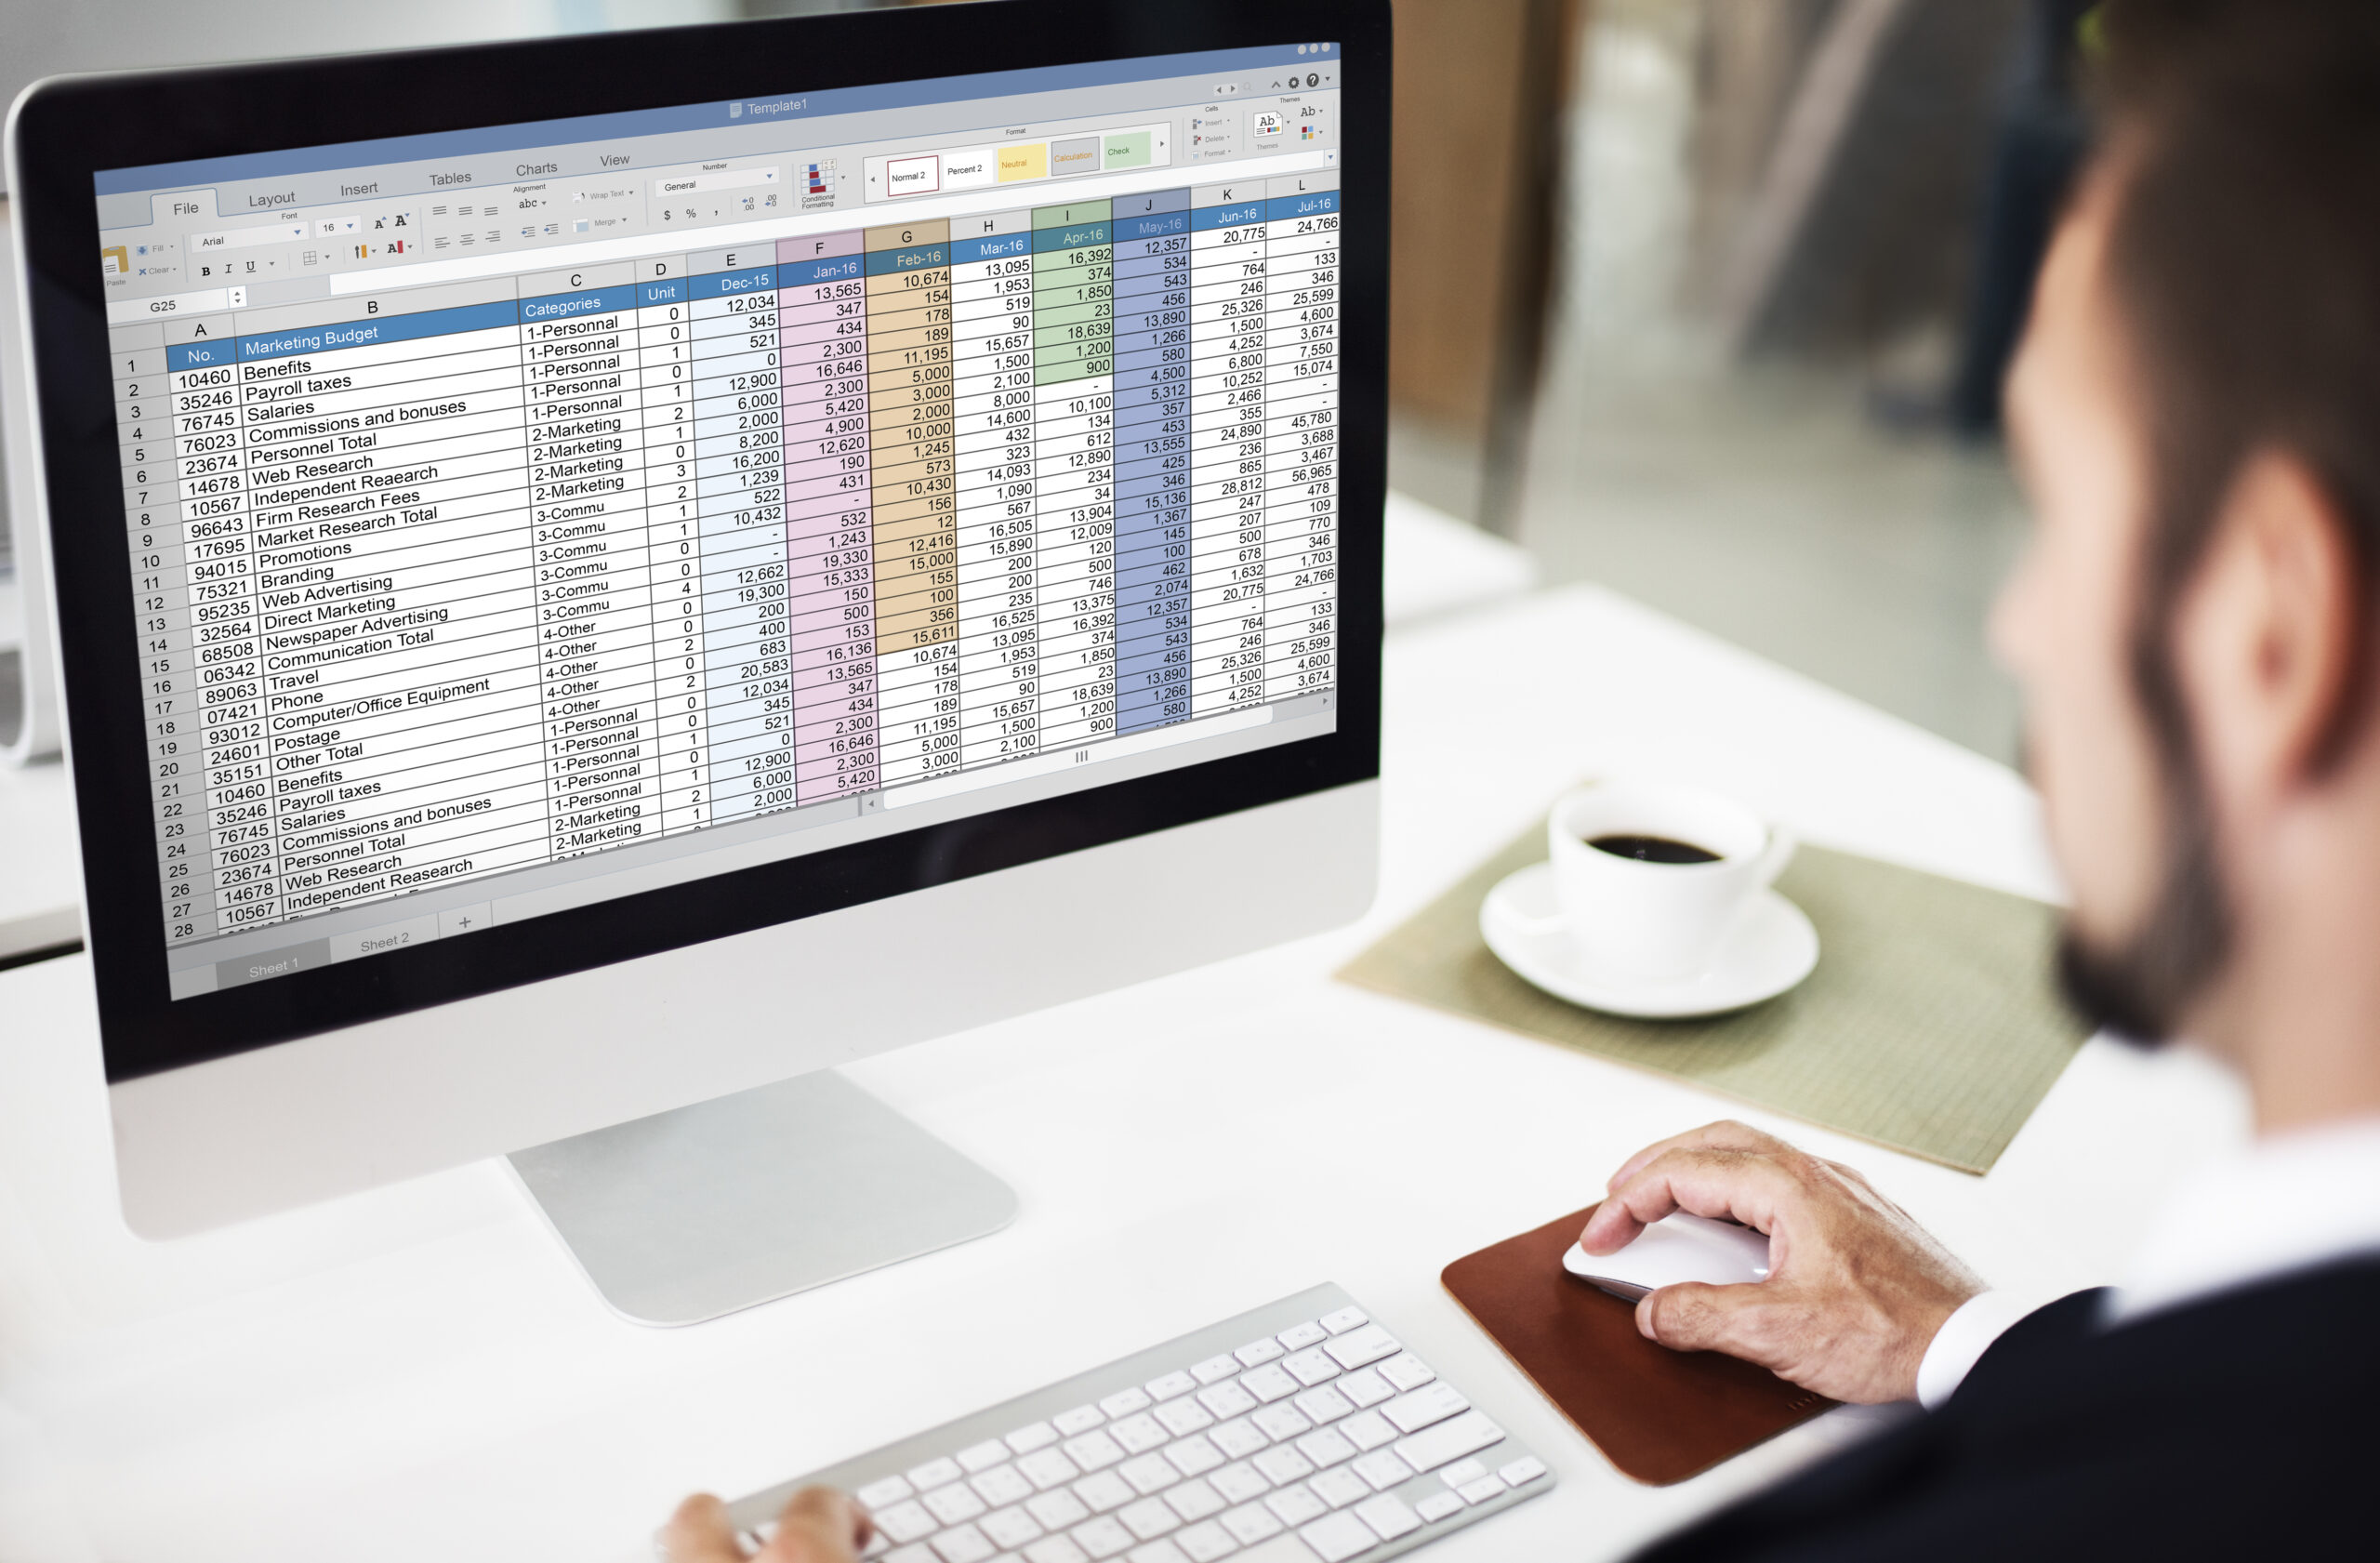 Template1
File Layout Insert Tables Charts View
Font Alignment Number Format Cells Themes
Paste Fill Clear Arial 16 A A B I U A abc Wrap Text Merge General $ % , Conditional Formatting Normal 2 Percent 2 Neutral Calculation Check Insert Delete Format Ab Themes Ab
G25
A B C D E F G H I J K L
1 No. Marketing Budget Categories Unit Dec-15 Jan-16 Feb-16 Mar-16 Apr-16 May-16 Jun-16 Jul-16
2 10460 Benefits 1-Personnal 0 12,034 13,565 10,674 13,095 16,392 12,357 20,775 24,766
3 35246 Payroll taxes 1-Personnal 0 345 347 154 1,953 374 534 - -
4 76745 Salaries 1-Personnal 1 521 434 178 519 1,850 543 764 133
5 76023 Commissions and bonuses 1-Personnal 0 0 2,300 189 90 23 456 246 346
6 23674 Personnel Total 1-Personnal 1 12,900 16,646 11,195 15,657 18,639 13,890 25,326 25,599
7 14678 Web Research 2-Marketing 2 6,000 2,300 5,000 1,500 1,200 1,266 1,500 4,600
8 10567 Independent Reaearch 2-Marketing 1 2,000 5,420 3,000 2,100 900 580 4,252 3,674
9 96643 Firm Research Fees 2-Marketing 0 8,200 4,900 2,000 8,000 - 4,500 6,800 7,550
10 17695 Market Research Total 2-Marketing 3 16,200 12,620 10,000 14,600 10,100 5,312 10,252 15,074
11 94015 Promotions 3-Commu 2 1,239 190 1,245 432 134 357 2,466 -
12 75321 Branding 3-Commu 1 522 431 573 323 612 453 355 -
13 95235 Web Advertising 3-Commu 1 10,432 - 10,430 14,093 12,890 13,555 24,890 45,780
14 32564 Direct Marketing 3-Commu 0 - 532 156 1,090 234 425 236 3,688
15 68508 Newspaper Advertising 3-Commu 0 - 1,243 12 567 34 346 865 3,467
16 06342 Communication Total 3-Commu 4 12,662 19,330 12,416 16,505 13,904 15,136 28,812 56,965
17 89063 Travel 4-Other 0 19,300 15,333 15,000 15,890 12,009 1,367 247 478
18 07421 Phone 4-Other 0 200 150 155 200 120 145 207 109
19 93012 Computer/Office Equipment 4-Other 2 400 500 100 200 500 100 500 770
20 24601 Postage 4-Other 0 683 153 356 235 746 462 678 346
21 35151 Other Total 4-Other 2 20,583 16,136 15,611 16,525 13,375 2,074 1,632 1,703
22 10460 Benefits 1-Personnal 0 12,034 13,565 10,674 13,095 16,392 12,357 20,775 24,766
23 35246 Payroll taxes 1-Personnal 0 345 347 154 1,953 374 534 - -
24 76745 Salaries 1-Personnal 1 521 434 178 519 1,850 543 764 133
25 76023 Commissions and bonuses 1-Personnal 0 0 2,300 189 90 23 456 246 346
26 23674 Personnel Total 1-Personnal 1 12,900 16,646 11,195 15,657 18,639 13,890 25,326 25,599
27 14678 Web Research 2-Marketing 2 6,000 2,300 5,000 1,500 1,200 1,266 1,500 4,600
28 10567 Independent Reasearch 2-Marketing 1 2,000 5,420 3,000 2,100 900 580 4,252 3,674
Sheet 1 Sheet 2 +